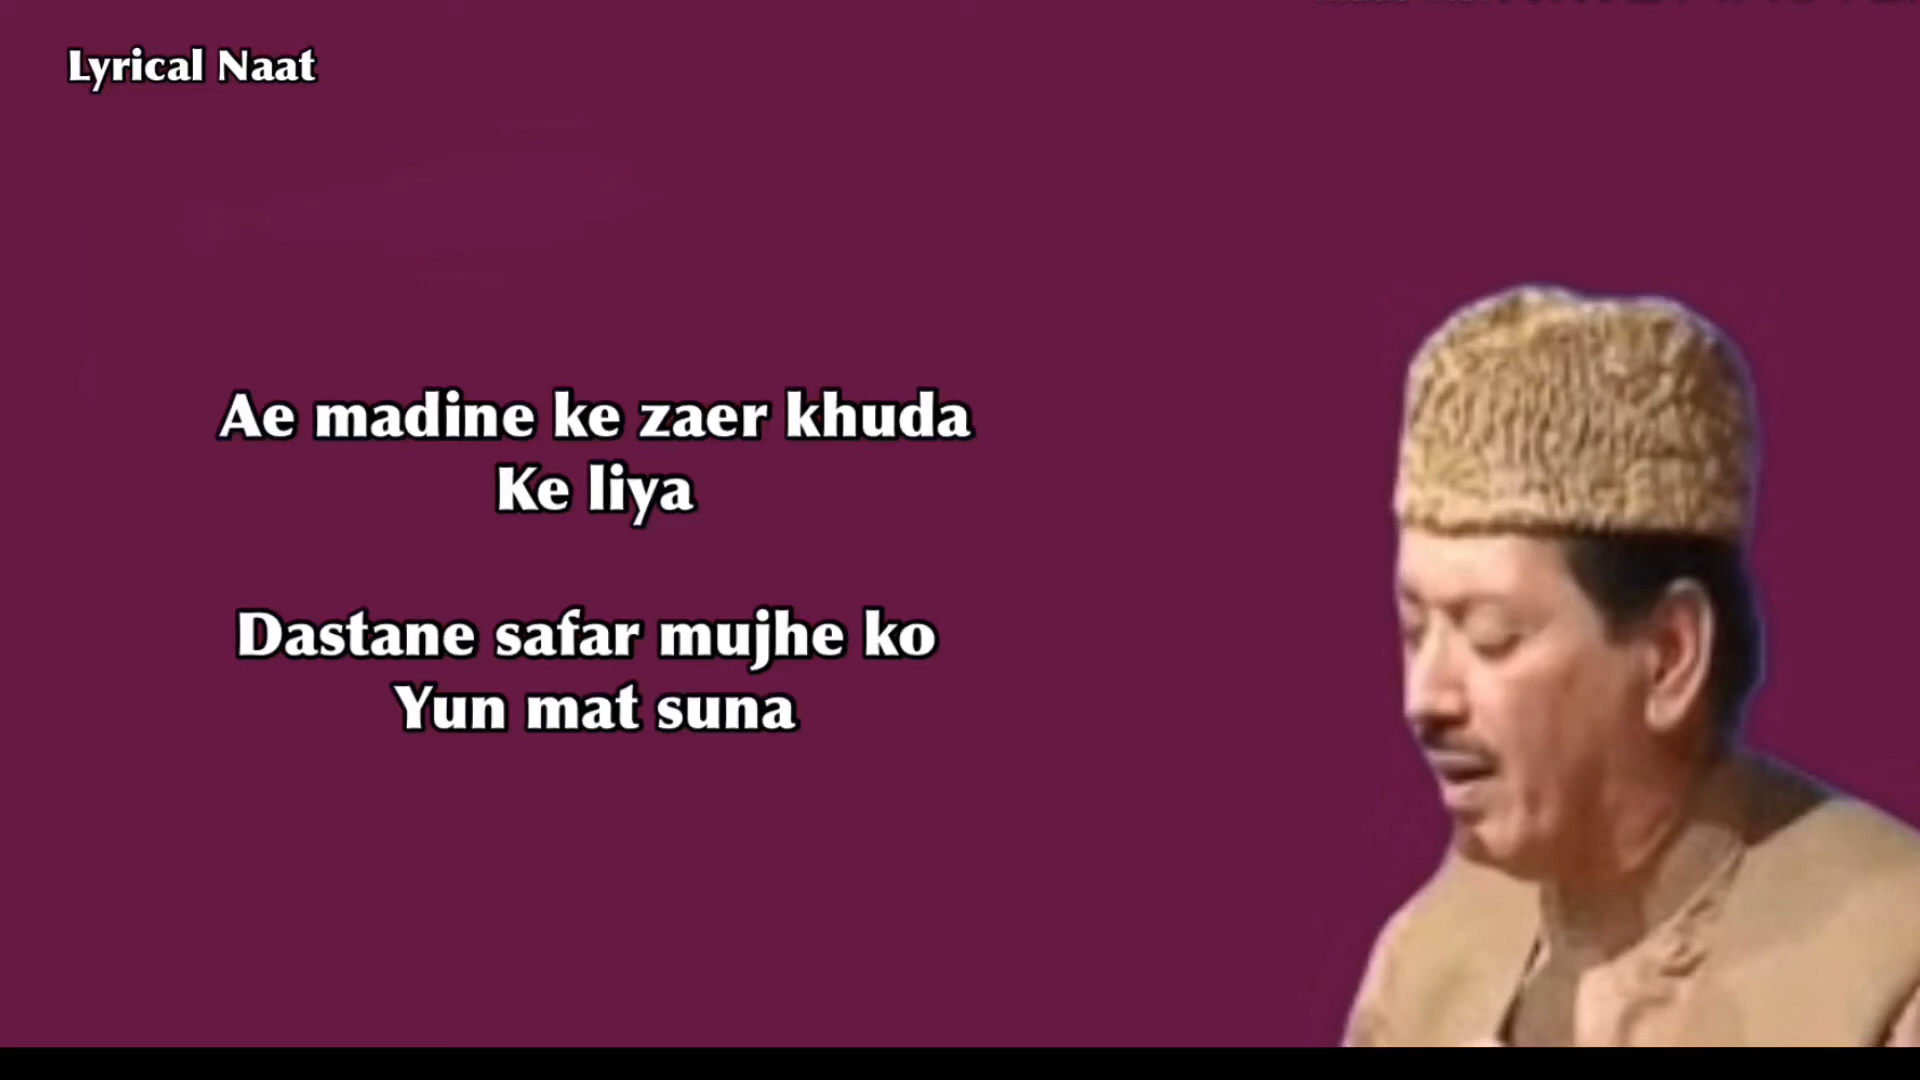 Lyrical Naat
Ae madine ke zaer khuda
Ke liya
Dastane safar mujhe ko
Yun mat suna